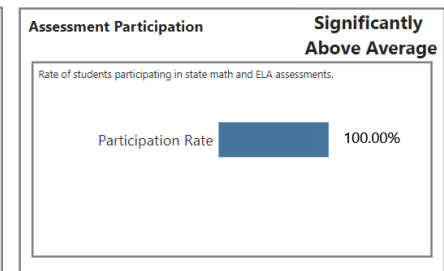 Assessment Participation
Significantly
Above Average
Rate of students participating in state math and ELA assessments.
Participation Rate
100.00%